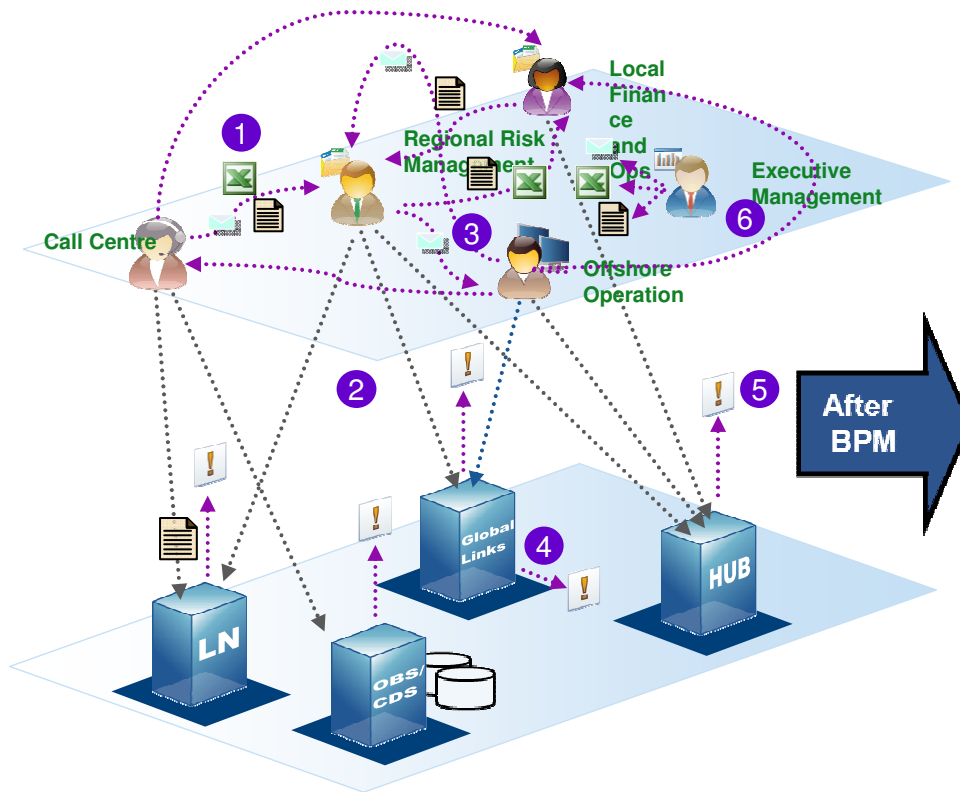 Local
Finan
ce
and
Ops
1
Regional Risk
Management
Executive
Management
6
3
Call Centre
Offshore
Operation
2
5
After
BPM
Global
Links
4
HUB
LN
OBS/
CDS